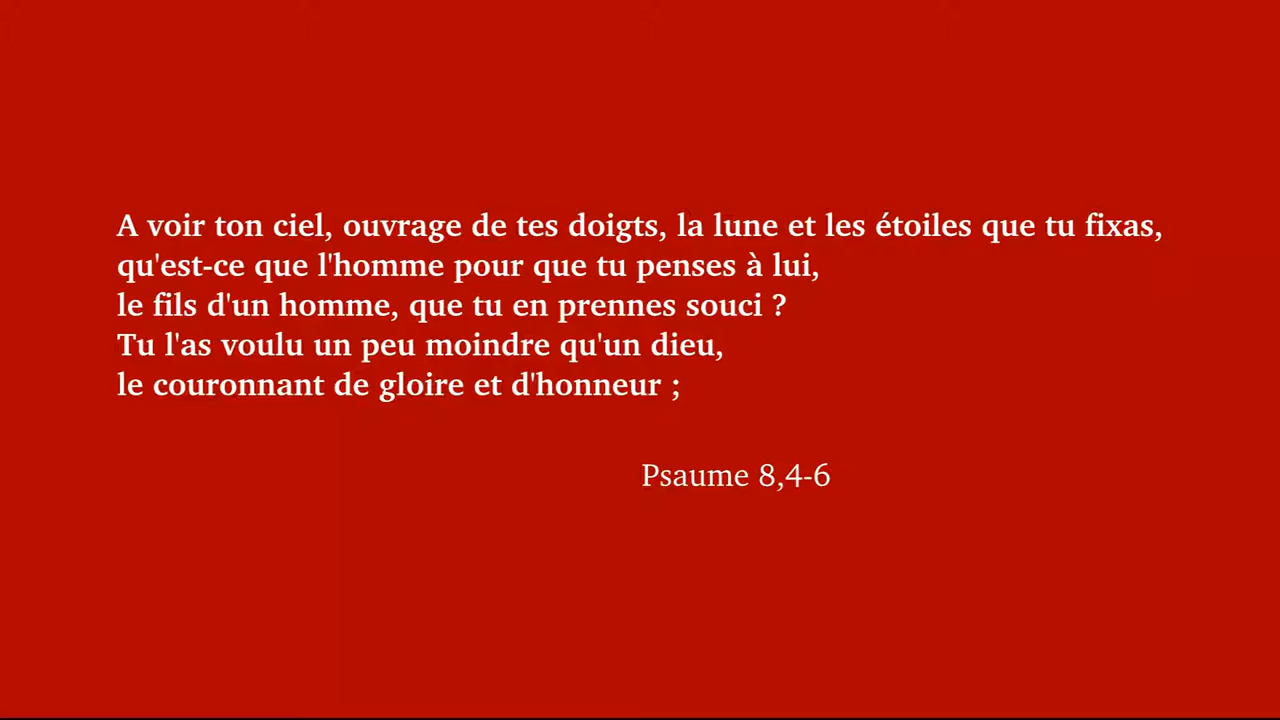 A voir ton ciel, ouvrage de tes doigts, la lune et les étoiles que tu fixas,
qu'est-ce que l'homme pour que tu penses à lui,
le fils d'un homme, que tu en prennes souci ?
Tu l'as voulu un peu moindre qu'un dieu,
le couronnant de gloire et d'honneur ;
Psaume 8,4-6